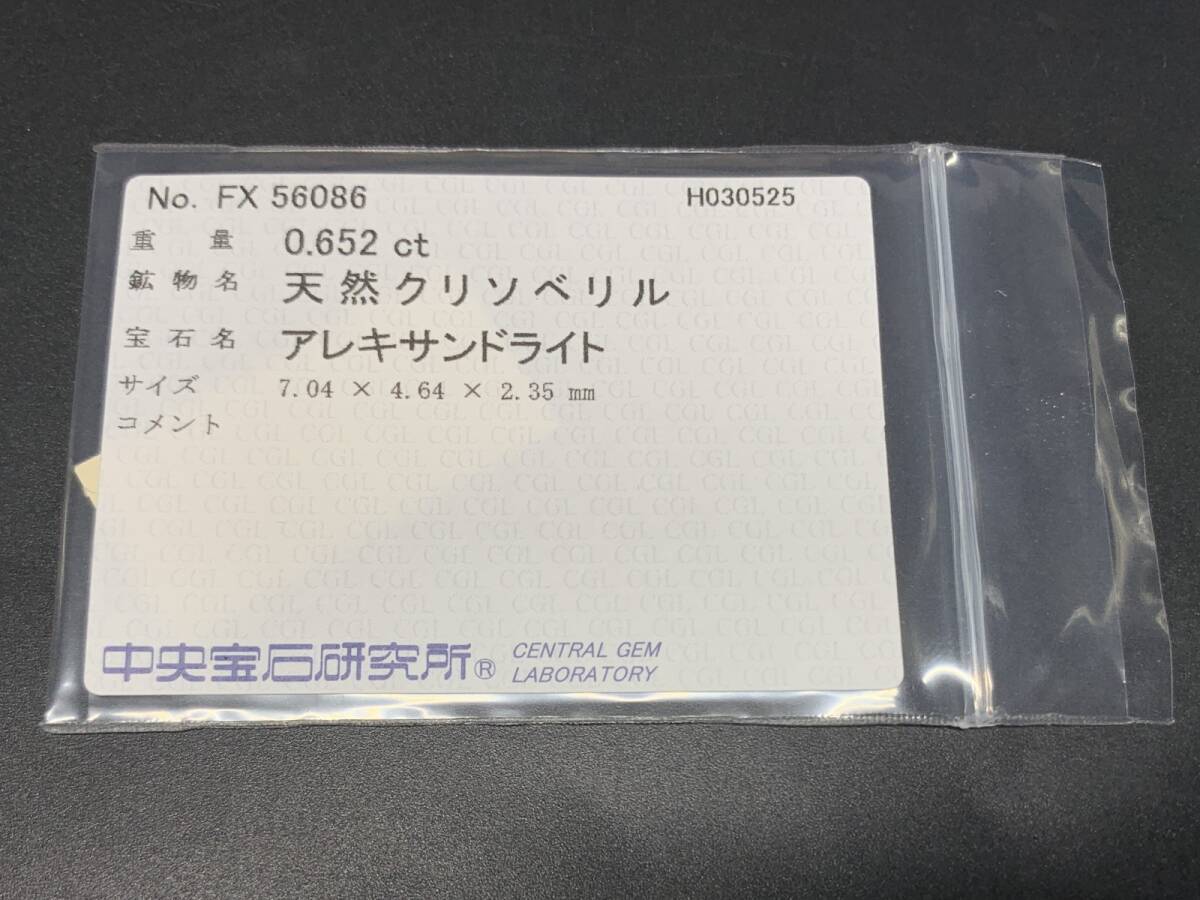 No. FX 56086 H030525
重量 0.652 ct
鉱物名 天然クリソベリル
宝石名 アレキサンドライト
サイズ 7.04 × 4.64 × 2.35 mm
コメント
中央宝石研究所® CENTRAL GEM LABORATORY